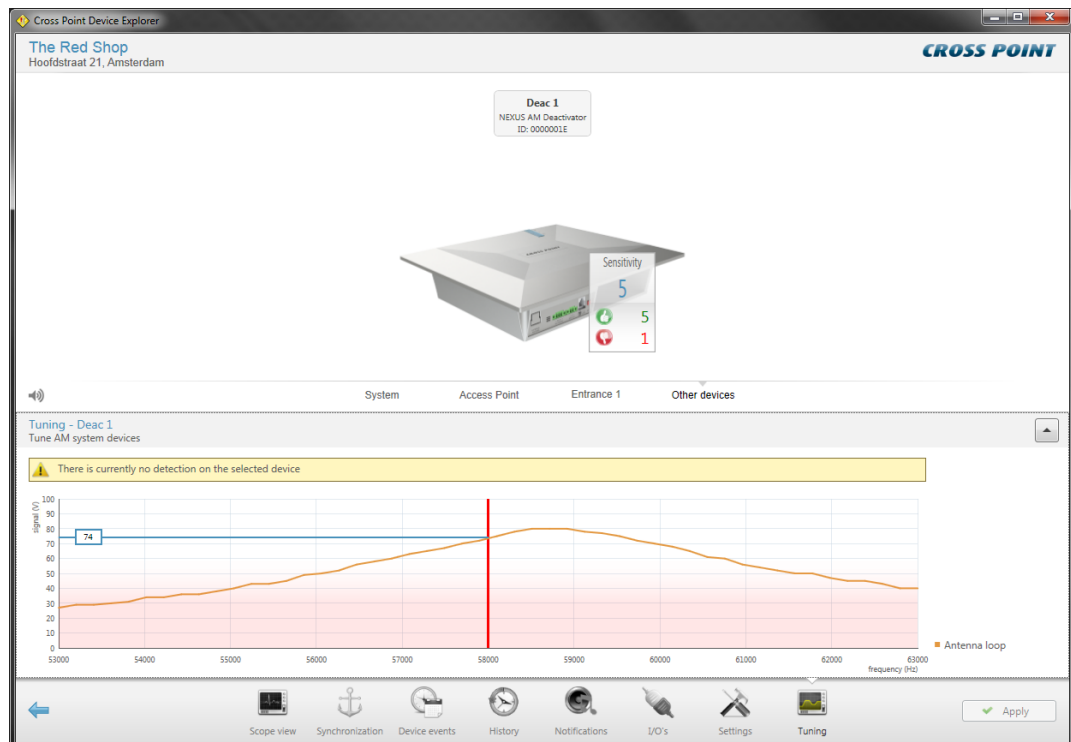 Cross Point Device Explorer
The Red Shop
Hoofdstraat 21, Amsterdam
CROSS POINT
Deac 1
NEXUS AM Deactivator
ID: 0000001E
Sensitivity
5
5
1
System Access Point Entrance 1 Other devices
Tuning - Deac 1
Tune AM system devices
There is currently no detection on the selected device
signal (V)
100
90
80
74
70
60
50
40
30
20
10
0
53000 54000 55000 56000 57000 58000 59000 60000 61000 62000 63000
frequency (Hz)
Antenna loop
Scope view Synchronization Device events History Notifications I/O's Settings Tuning
Apply